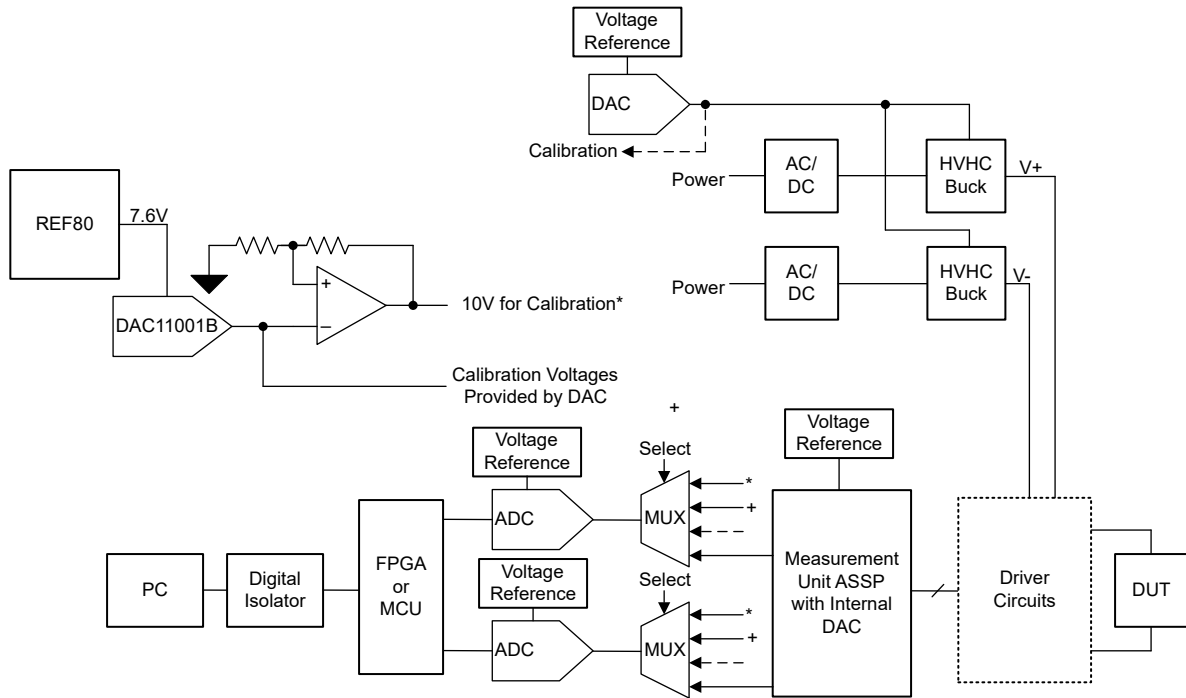 Voltage
Reference
DAC
Calibration
Power
AC/
DC
HVHC
Buck
V+
REF80
7.6V
+
−
10V for Calibration*
DAC11001B
Power
AC/
DC
HVHC
Buck
V-
Calibration Voltages
Provided by DAC
+
Voltage
Reference
ADC
Select
MUX
*
+
Voltage
Reference
PC
Digital
Isolator
FPGA
or
MCU
Voltage
Reference
ADC
Select
MUX
*
+
Measurement
Unit ASSP
with Internal
DAC
Driver
Circuits
DUT